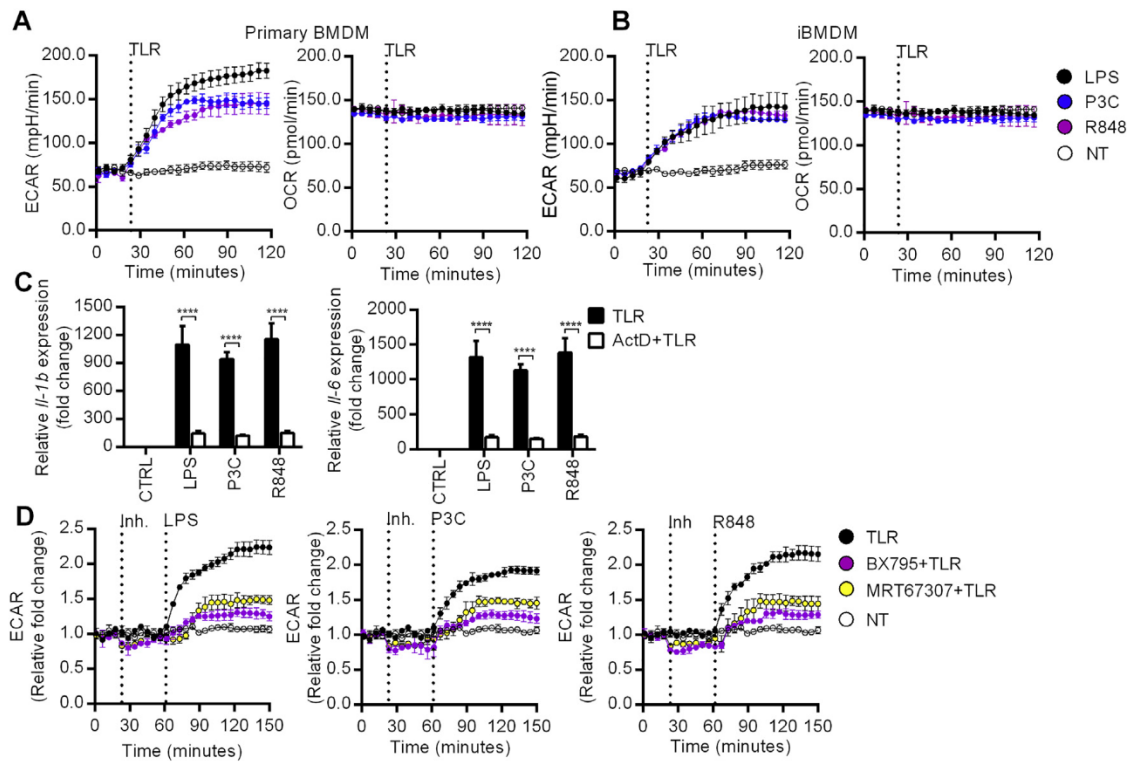 A
Primary BMDM
TLR
ECAR (mpH/min)
200.0
150.0
100.0
50.0
0.0
0 30 60 90 120
Time (minutes)
TLR
OCR (pmol/min)
200.0
150.0
100.0
50.0
0.0
0 30 60 90 120
Time (minutes)
B
iBMDM
TLR
ECAR (mpH/min)
200.0
150.0
100.0
50.0
0.0
0 30 60 90 120
Time (minutes)
TLR
OCR (pmol/min)
200.0
150.0
100.0
50.0
0.0
0 30 60 90 120
Time (minutes)
LPS
P3C
R848
NT
C
Relative Il-1b expression
(fold change)
1500
1200
900
600
300
0
****
****
****
CTRL
LPS
P3C
R848
Relative Il-6 expression
(fold change)
2000
1500
1000
500
0
****
****
****
CTRL
LPS
P3C
R848
TLR
ActD+TLR
D
Inh. LPS
ECAR
(Relative fold change)
2.5
2.0
1.5
1.0
0.5
0.0
0 30 60 90 120 150
Time (minutes)
Inh. P3C
ECAR
(Relative fold change)
2.5
2.0
1.5
1.0
0.5
0.0
0 30 60 90 120 150
Time (minutes)
Inh R848
ECAR
(Relative fold change)
2.5
2.0
1.5
1.0
0.5
0.0
0 30 60 90 120 150
Time (minutes)
TLR
BX795+TLR
MRT67307+TLR
NT